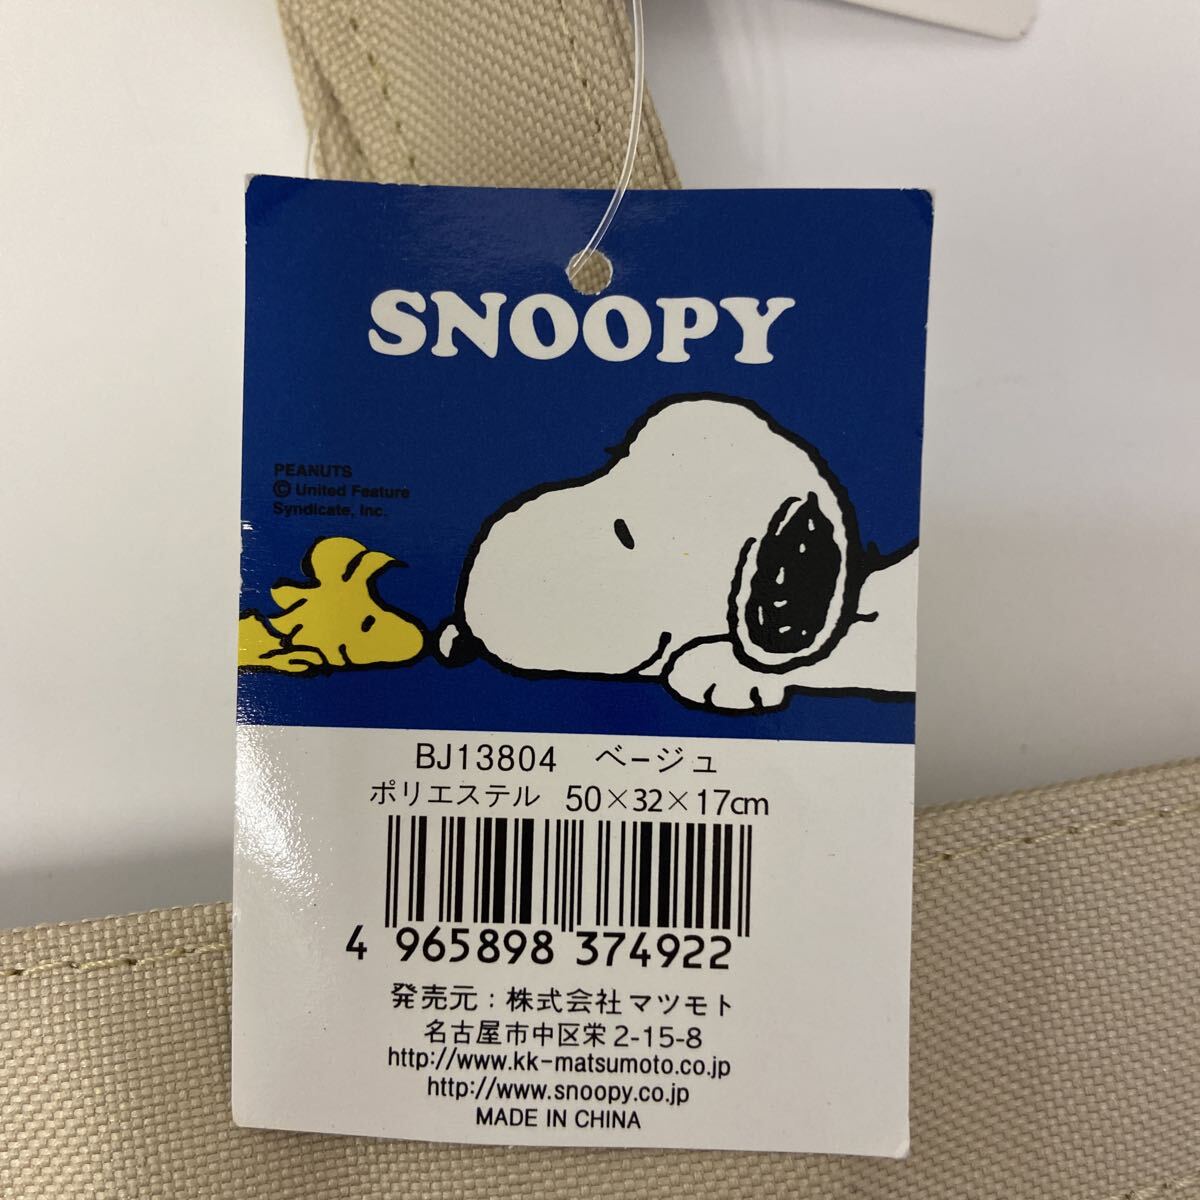 SNOOPY
PEANUTS
© United Feature
Syndicate, Inc.
BJ13804 ベージュ
ポリエステル 50×32×17cm
4 965898 374922
発売元：株式会社マツモト
名古屋市中区栄2-15-8
http://www.kk-matsumoto.co.jp
http://www.snoopy.co.jp
MADE IN CHINA